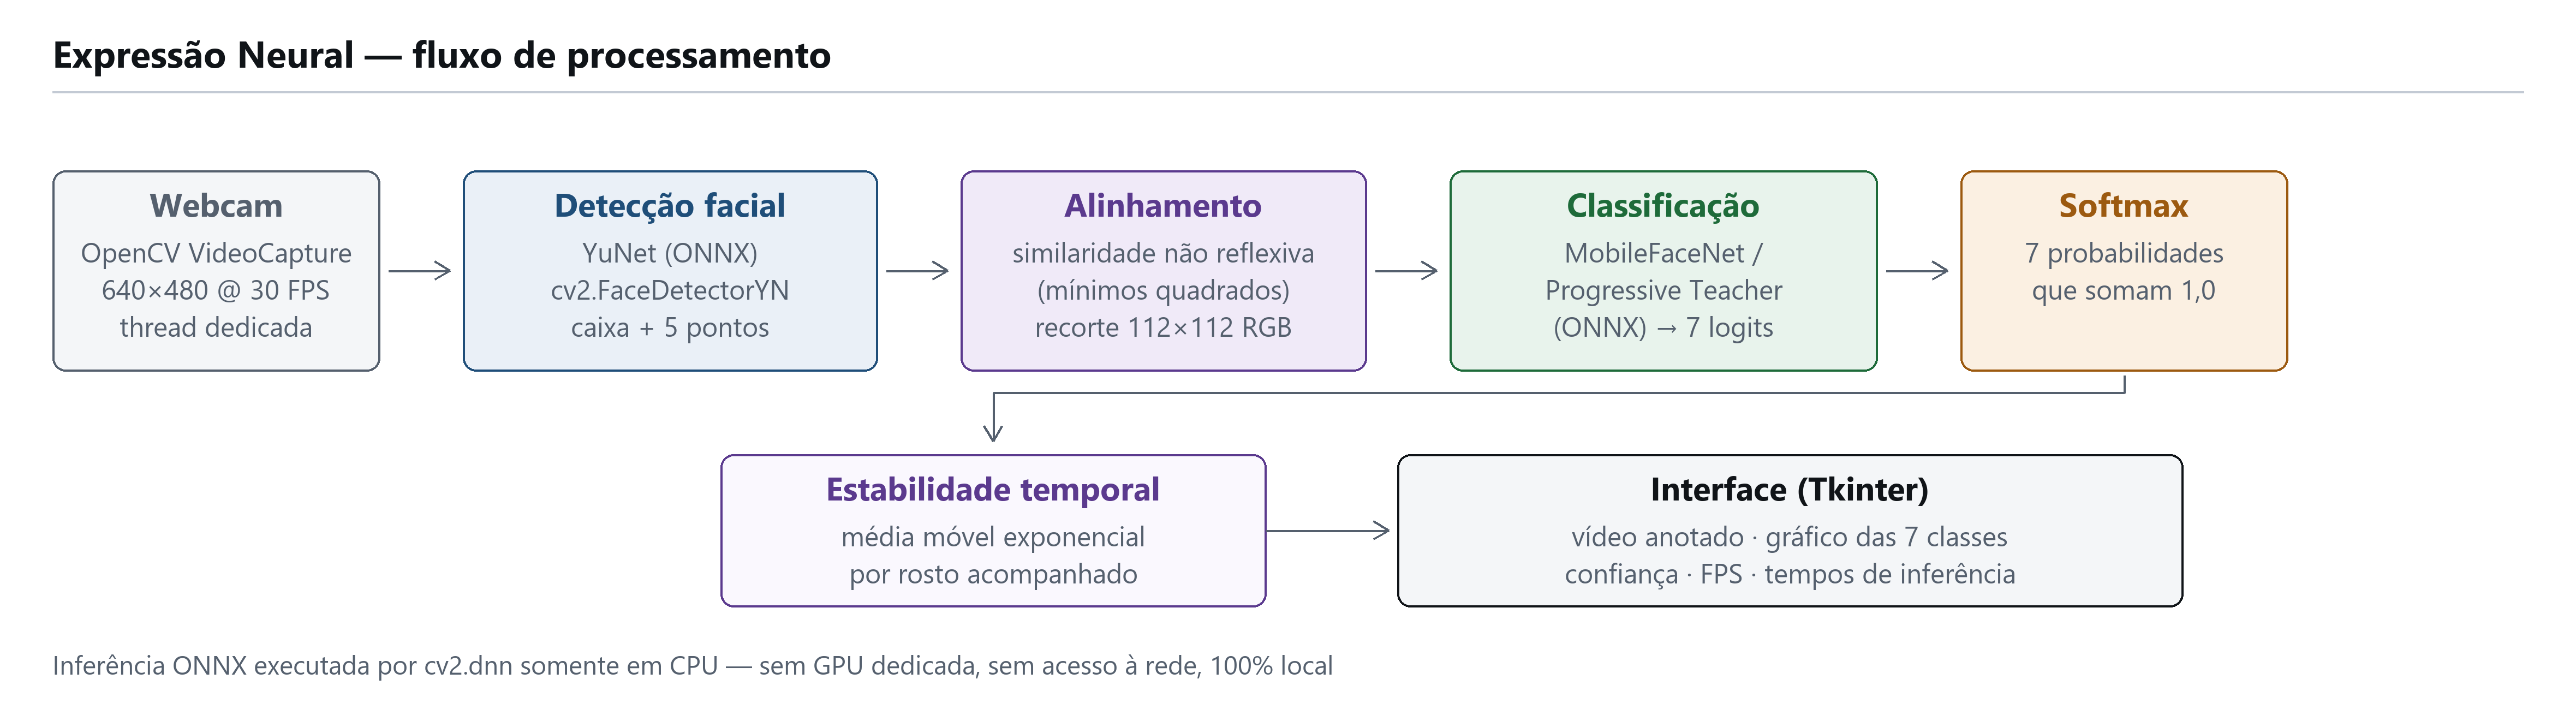 Expressão Neural — fluxo de processamento
Webcam
OpenCV VideoCapture
640×480 @ 30 FPS
thread dedicada
Detecção facial
YuNet (ONNX)
cv2.FaceDetectorYN
caixa + 5 pontos
Alinhamento
similaridade não reflexiva
(mínimos quadrados)
recorte 112×112 RGB
Classificação
MobileFaceNet /
Progressive Teacher
(ONNX) → 7 logits
Softmax
7 probabilidades
que somam 1,0
Estabilidade temporal
média móvel exponencial
por rosto acompanhado
Interface (Tkinter)
vídeo anotado · gráfico das 7 classes
confiança · FPS · tempos de inferência
Inferência ONNX executada por cv2.dnn somente em CPU — sem GPU dedicada, sem acesso à rede, 100% local